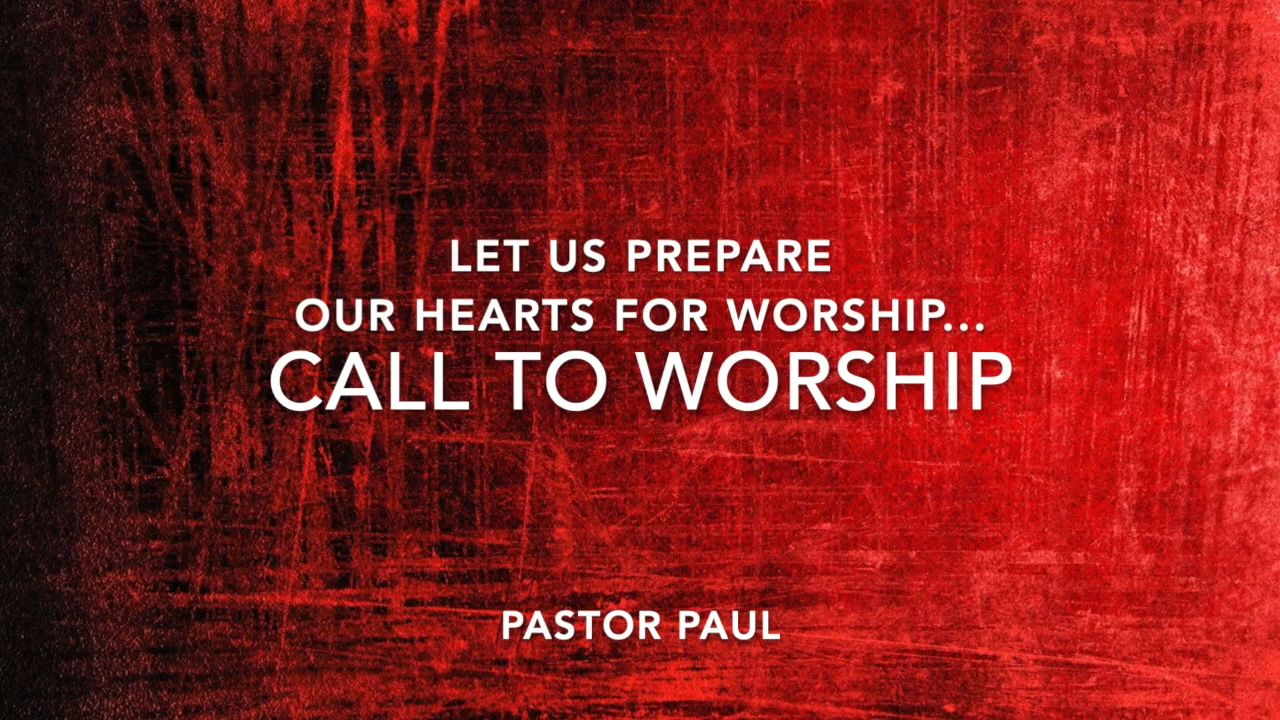 LET US PREPARE
OUR HEARTS FOR WORSHIP...
CALL TO WORSHIP
PASTOR PAUL